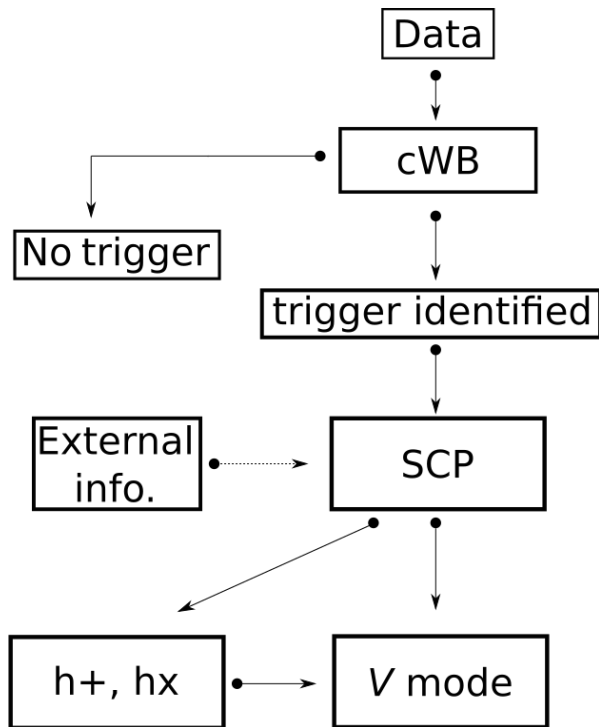 Data
cWB
No trigger
trigger identified
External
info.
SCP
h+, hx
V mode